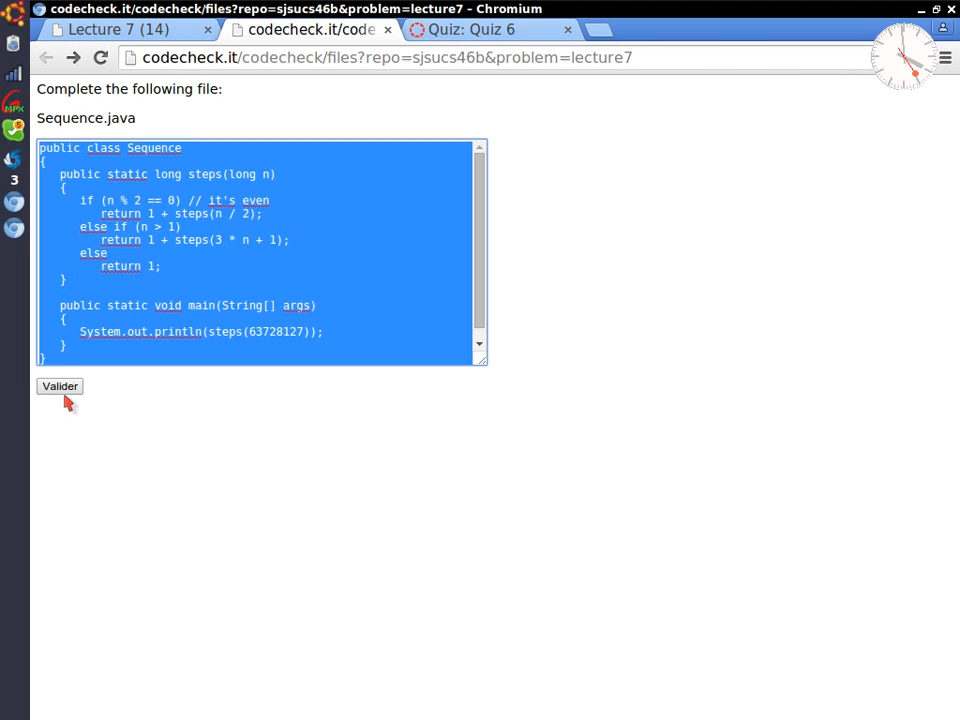 codecheck.it/codecheck/files?repo=sjsucs46b&problem=lecture7 - Chromium
Lecture 7 (14) × codecheck.it/code × Quiz: Quiz 6 ×
codecheck.it/codecheck/files?repo=sjsucs46b&problem=lecture7
Complete the following file:
Sequence.java
public class Sequence
{
public static long steps(long n)
{
if (n % 2 == 0) // it's even
return 1 + steps(n / 2);
else if (n > 1)
return 1 + steps(3 * n + 1);
else
return 1;
}
public static void main(String[] args)
{
System.out.println(steps(63728127));
}
}
Valider
MPX
5
3